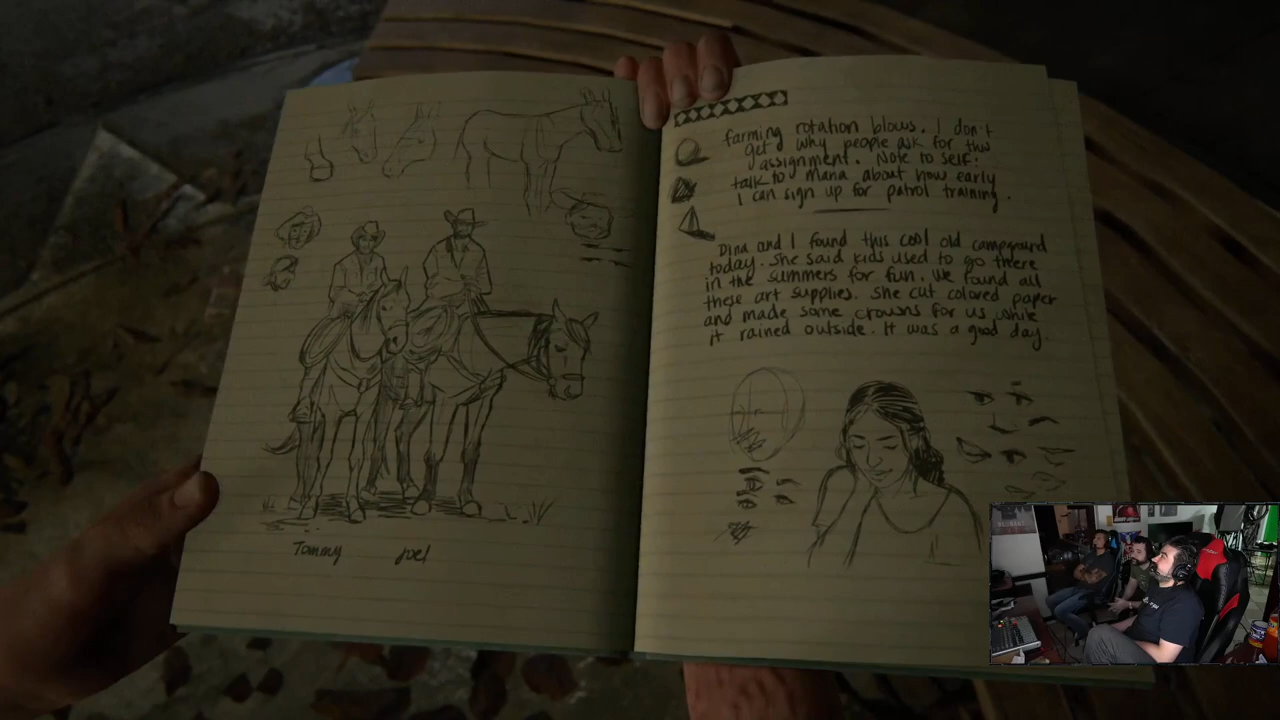 Tommy
Joel
farming rotation blows. I don't
get why people ask for this
assignment. Note to self:
talk to Maria about how early
I can sign up for patrol training.
Dina and I found this cool old campground
today. She said kids used to go there
in the summers for fun. We found all
these art supplies. She cut colored paper
and made some crowns for us while
it rained outside. It was a good day.